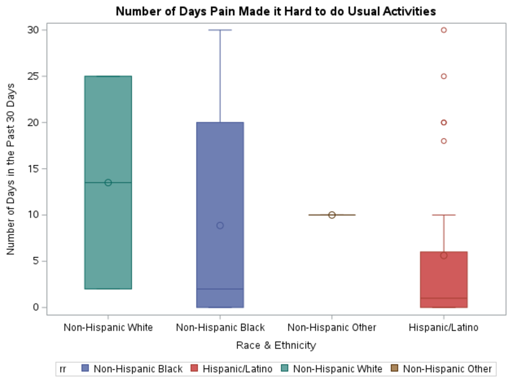 Number of Days Pain Made it Hard to do Usual Activities
Number of Days in the Past 30 Days
30
25
20
15
10
5
0
Non-Hispanic White Non-Hispanic Black Non-Hispanic Other Hispanic/Latino
Race & Ethnicity
rr Non-Hispanic Black Hispanic/Latino Non-Hispanic White Non-Hispanic Other